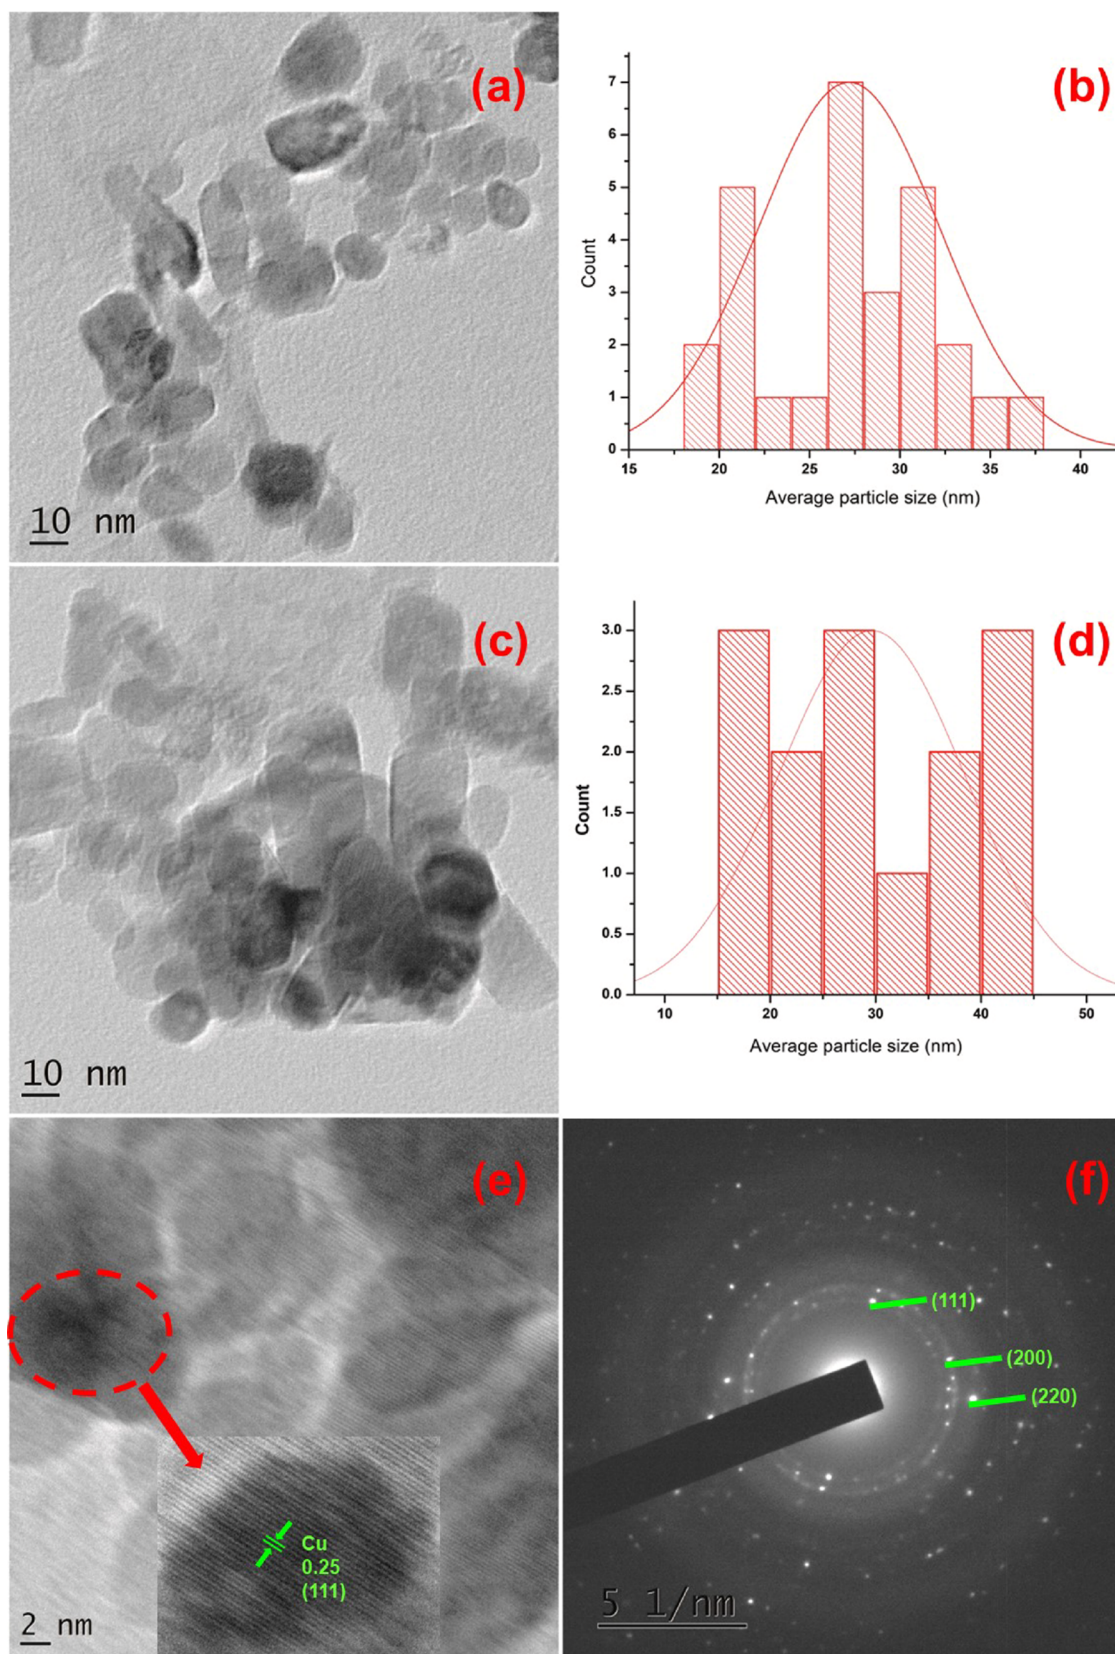 (a)
10 nm
(b)
7
6
5
4
3
2
1
0
Count
15 20 25 30 35 40
Average particle size (nm)
(c)
10 nm
(d)
3.0
2.5
2.0
1.5
1.0
0.5
0.0
Count
10 20 30 40 50
Average particle size (nm)
(e)
Cu
0.25
(111)
2 nm
(f)
(111)
(200)
(220)
5 1/nm